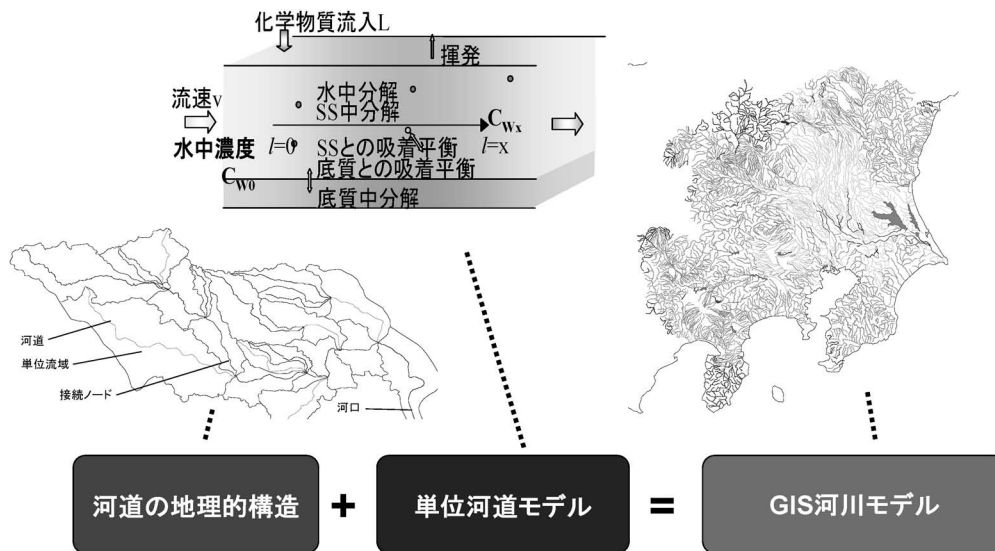 化学物質流入L
揮発
水中分解
SS中分解
流速v
CWx
水中濃度
l=0
SSとの吸着平衡
l=x
底質との吸着平衡
CW0
底質中分解
河道
単位流域
接続ノード
河口
河道の地理的構造
+
単位河道モデル
=
GIS河川モデル